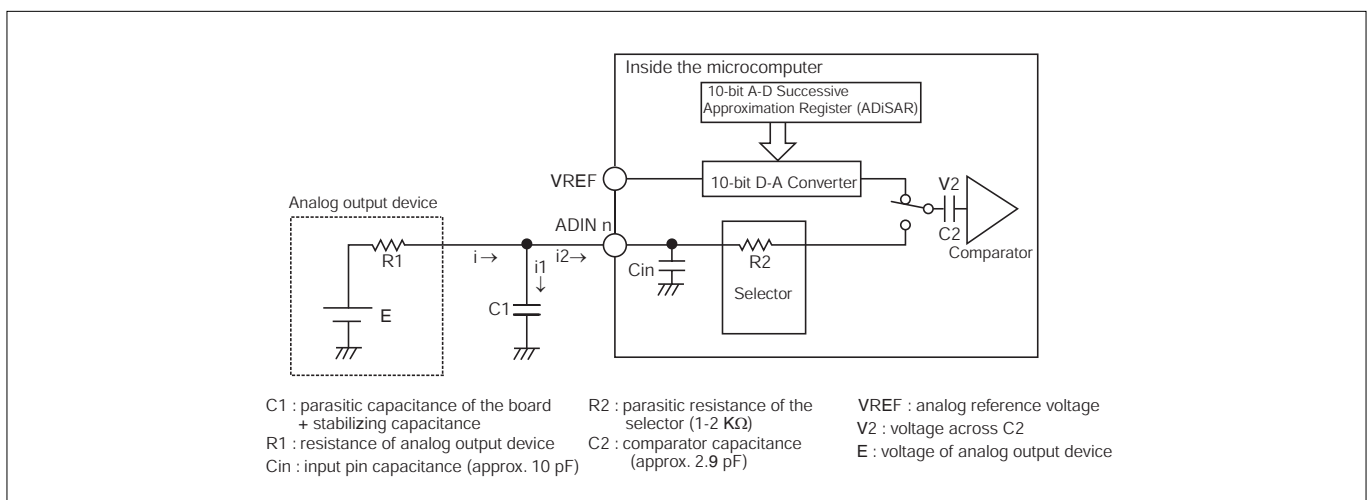 Inside the microcomputer
10-bit A-D Successive
Approximation Register (ADiSAR)
VREF
10-bit D-A Converter
V2
C2
Comparator
Analog output device
ADIN n
R1
i→
i1
↓
i2→
Cin
R2
Selector
E
C1
C1 : parasitic capacitance of the board
+ stabilizing capacitance
R1 : resistance of analog output device
Cin : input pin capacitance (approx. 10 pF)
R2 : parasitic resistance of the
selector (1-2 KΩ)
C2 : comparator capacitance
(approx. 2.9 pF)
VREF : analog reference voltage
V2 : voltage across C2
E : voltage of analog output device